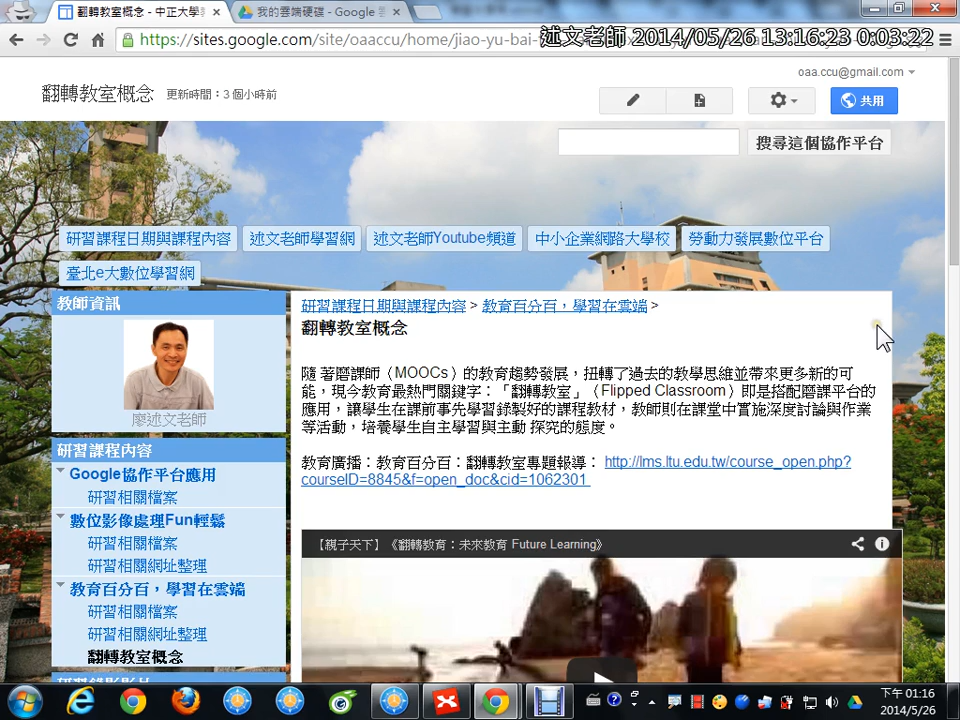 翻轉教室概念 - 中正大學
我的雲端硬碟 - Google
https://sites.google.com/site/oaaccu/home/jiao-yu-bai-
述文老師 2014/05/26 13:16:23 0:03:22
oaa.ccu@gmail.com
翻轉教室概念 更新時間：3 個小時前
共用
搜尋這個協作平台
研習課程日期與課程內容 述文老師學習網 述文老師Youtube頻道 中小企業網路大學校 勞動力發展數位平台
臺北e大數位學習網
教師資訊
廖述文老師
研習課程內容
Google協作平台應用
研習相關檔案
數位影像處理Fun輕鬆
研習相關檔案
研習相關網址整理
教育百分百，學習在雲端
研習相關檔案
研習相關網址整理
翻轉教室概念
研習課程日期與課程內容 > 教育百分百，學習在雲端 >
翻轉教室概念
隨 著磨課師（MOOCs）的教育趨勢發展，扭轉了過去的教學思維並帶來更多新的可
能，現今教育最熱門關鍵字：「翻轉教室」（Flipped Classroom）即是搭配磨課平台的
應用，讓學生在課前事先學習錄製好的課程教材，教師則在課堂中實施深度討論與作業
等活動，培養學生自主學習與主動 探究的態度。
教育廣播：教育百分百：翻轉教室專題報導： http://lms.ltu.edu.tw/course_open.php?
courseID=8845&f=open_doc&cid=1062301
【親子天下】《翻轉教育：未來教育 Future Learning》
下午 01:16
2014/5/26